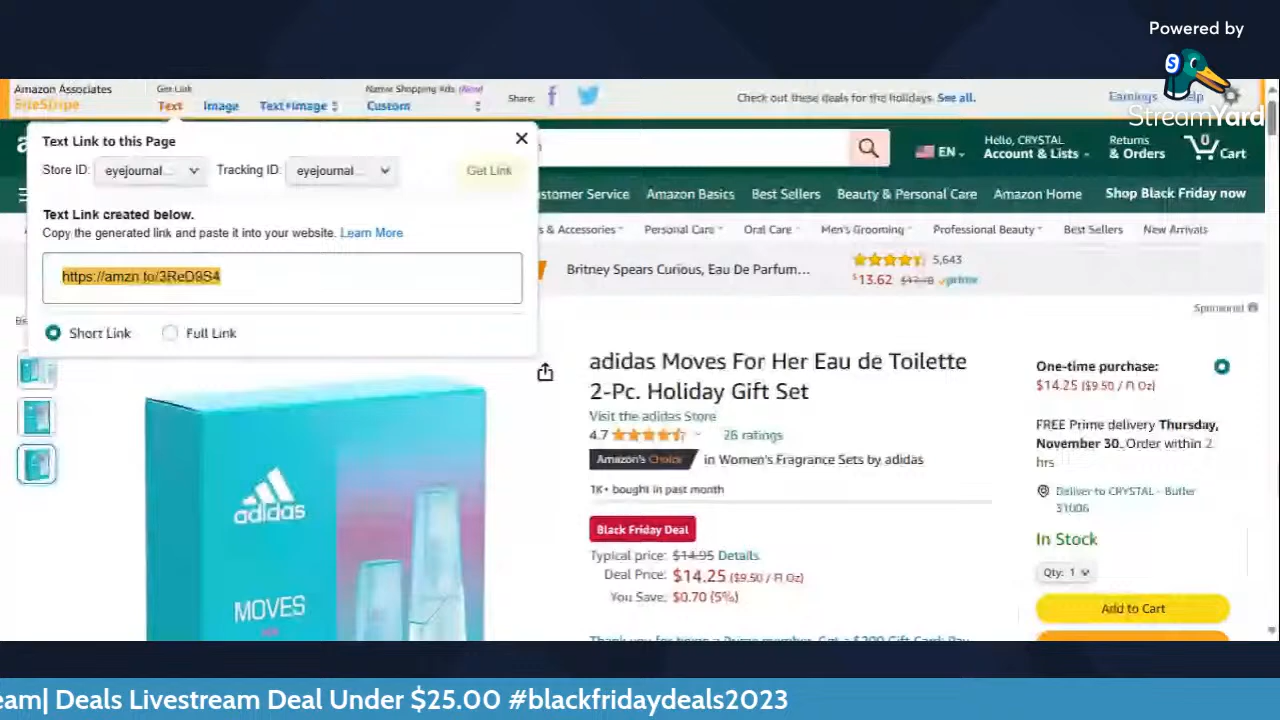 Powered by
StreamYard
Amazon Associates
SiteStripe
Get Link
Text
Image
Text+Image
Native Shopping Ads (New)
Custom
Share:
Check out these deals for the holidays. See all.
Earnings
Help
EN
Hello, CRYSTAL
Account & Lists
Returns
& Orders
0
Cart
Text Link to this Page
Store ID: eyejournal...
Tracking ID: eyejournal...
Get Link
Text Link created below.
Copy the generated link and paste it into your website. Learn More
Short Link
Full Link
stomer Service
Amazon Basics
Best Sellers
Beauty & Personal Care
Amazon Home
Shop Black Friday now
s & Accessories
Personal Care
Oral Care
Men's Grooming
Professional Beauty
Best Sellers
New Arrivals
Britney Spears Curious, Eau De Parfum...
5,643
$13.62
prime
Sponsored
adidas Moves For Her Eau de Toilette
2-Pc. Holiday Gift Set
Visit the adidas Store
4.7
26 ratings
Amazon's Choice in Women's Fragrance Sets by adidas
1K+ bought in past month
Black Friday Deal
Typical price: $14.95 Details
Deal Price: $14.25 ($9.50 / Fl Oz)
You Save: $0.70 (5%)
One-time purchase:
$14.25 ($9.50 / Fl Oz)
FREE Prime delivery Thursday,
November 30. Order within 2
hrs
Deliver to CRYSTAL - Butler
31006
In Stock
Qty: 1
Add to Cart
adidas
MOVES
eam| Deals Livestream Deal Under $25.00 #blackfridaydeals2023